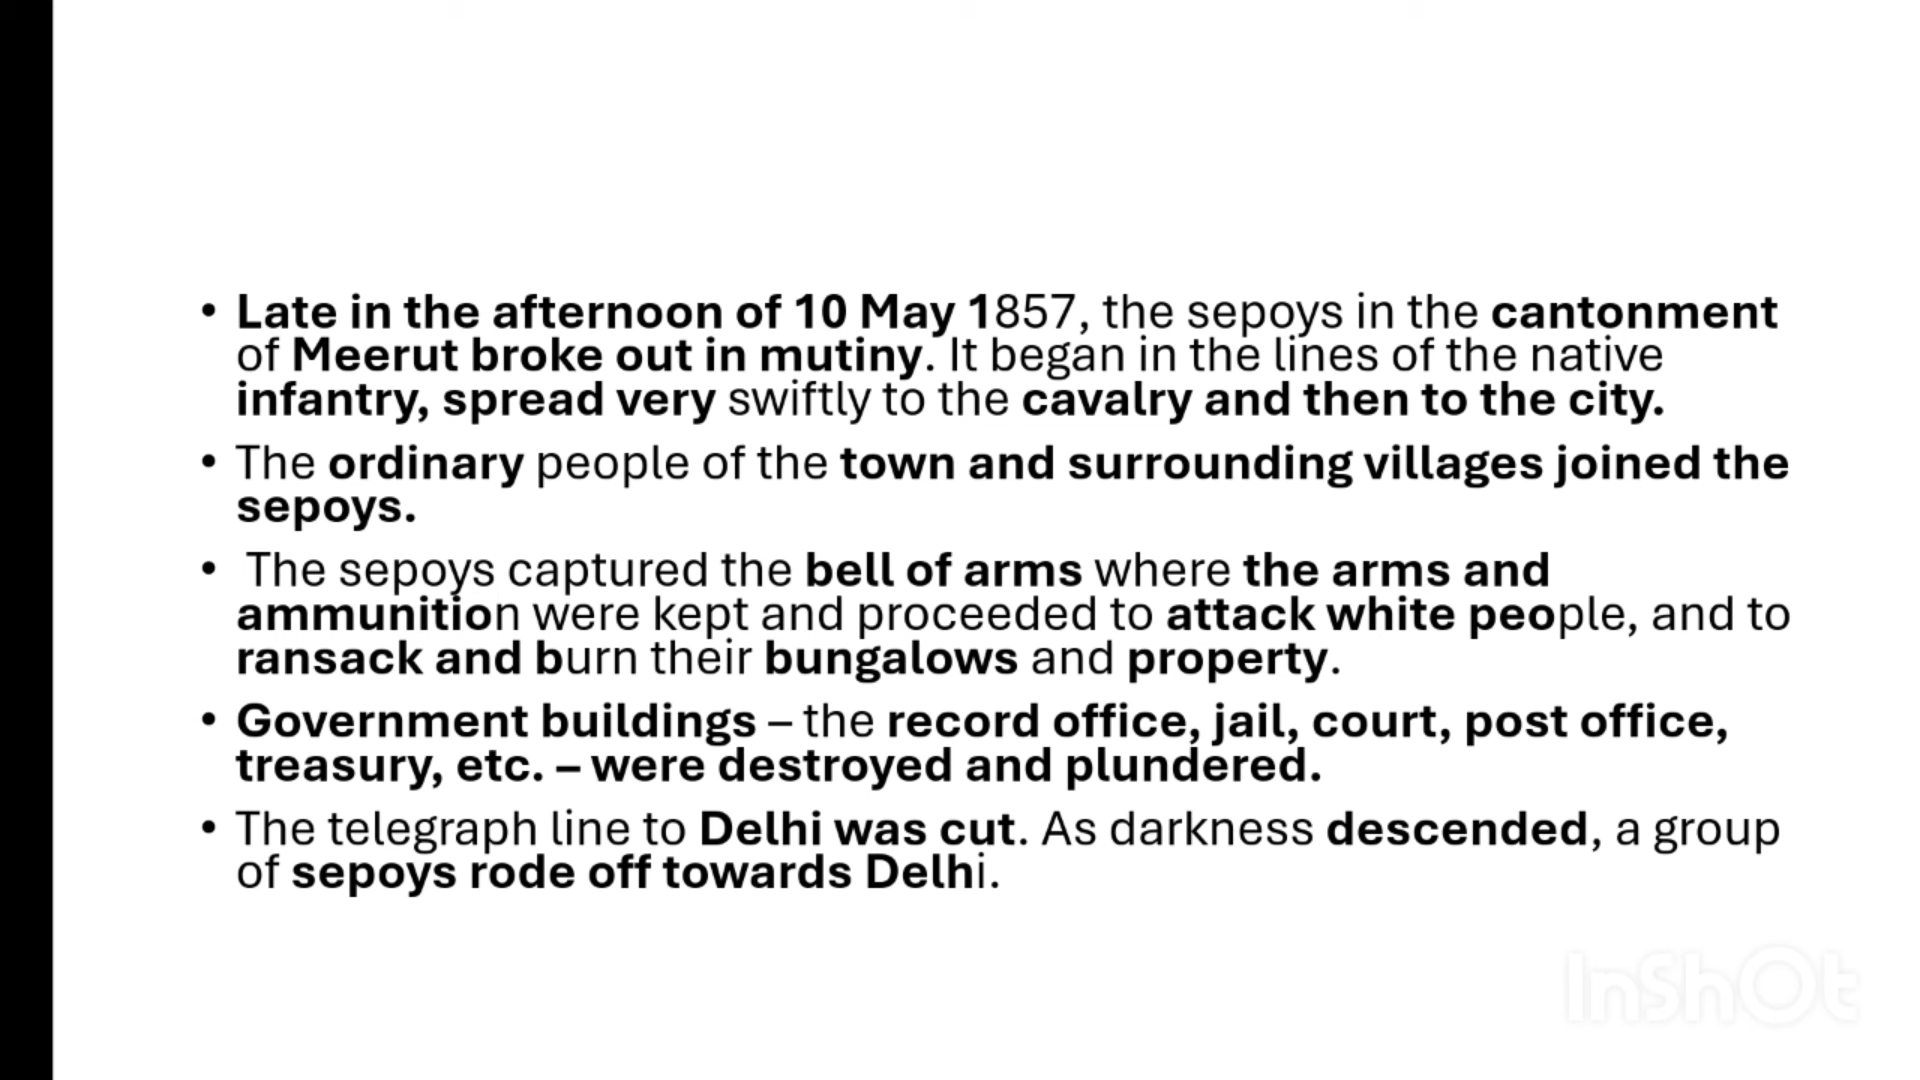 • Late in the afternoon of 10 May 1857, the sepoys in the cantonment
of Meerut broke out in mutiny. It began in the lines of the native
infantry, spread very swiftly to the cavalry and then to the city.
• The ordinary people of the town and surrounding villages joined the
sepoys.
• The sepoys captured the bell of arms where the arms and
ammunition were kept and proceeded to attack white people, and to
ransack and burn their bungalows and property.
• Government buildings – the record office, jail, court, post office,
treasury, etc. – were destroyed and plundered.
• The telegraph line to Delhi was cut. As darkness descended, a group
of sepoys rode off towards Delhi.
InShOt